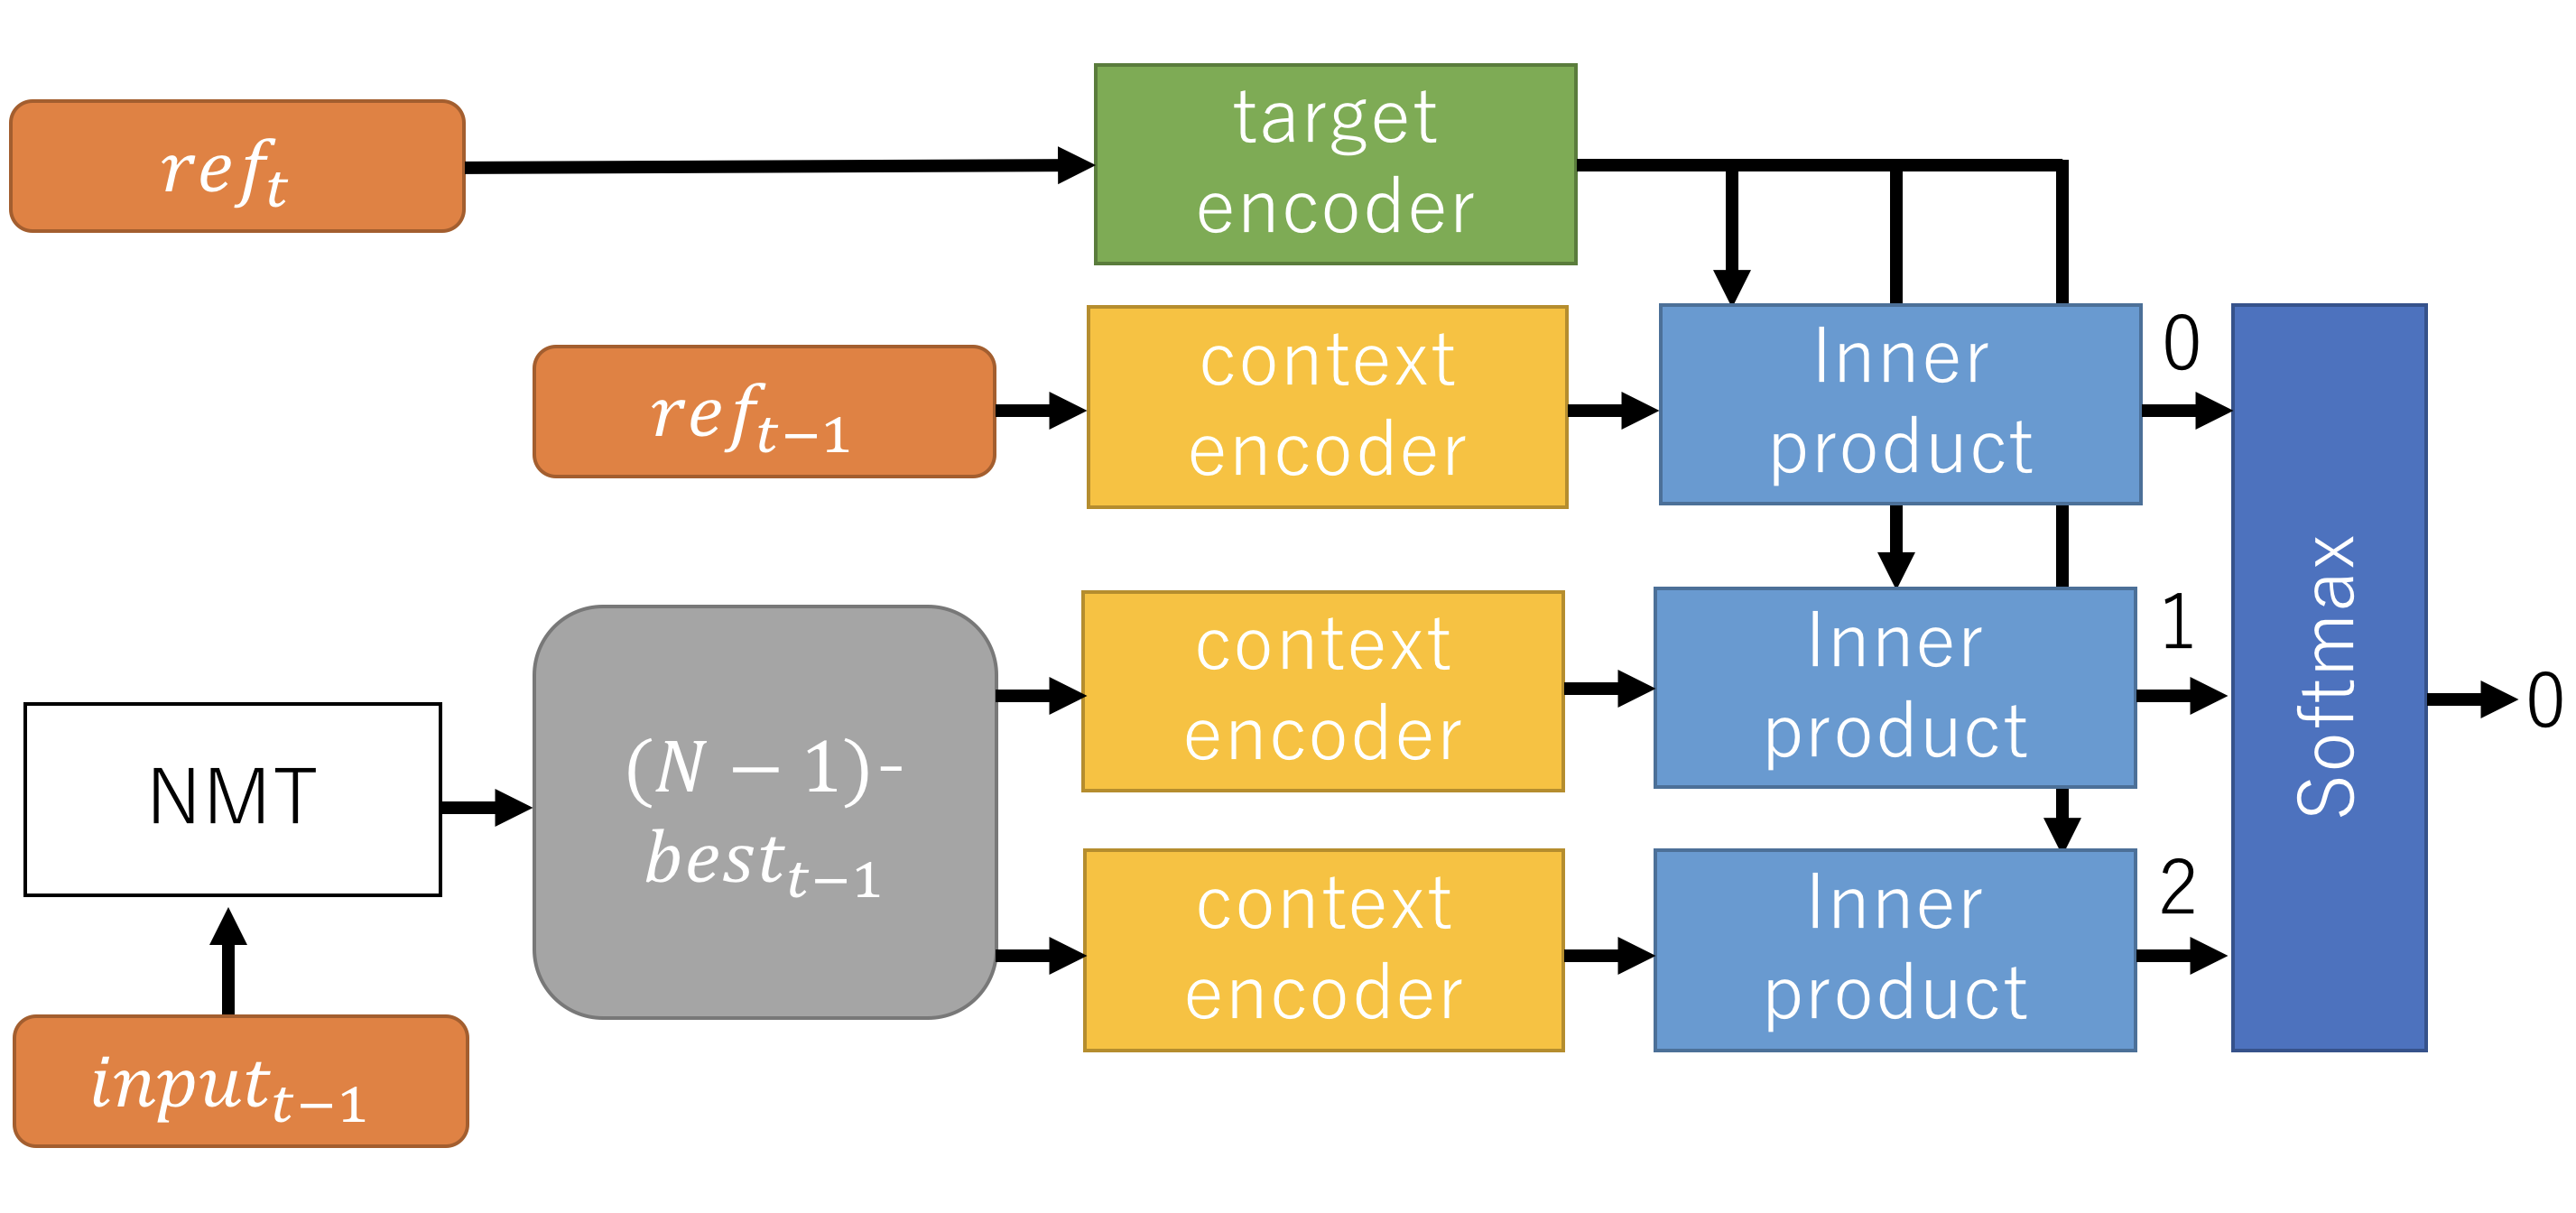 ref_t
target
encoder
ref_{t−1}
context
encoder
Inner
product
0
NMT
(N − 1)-
best_{t−1}
context
encoder
Inner
product
1
context
encoder
Inner
product
2
Softmax
0
input_{t−1}